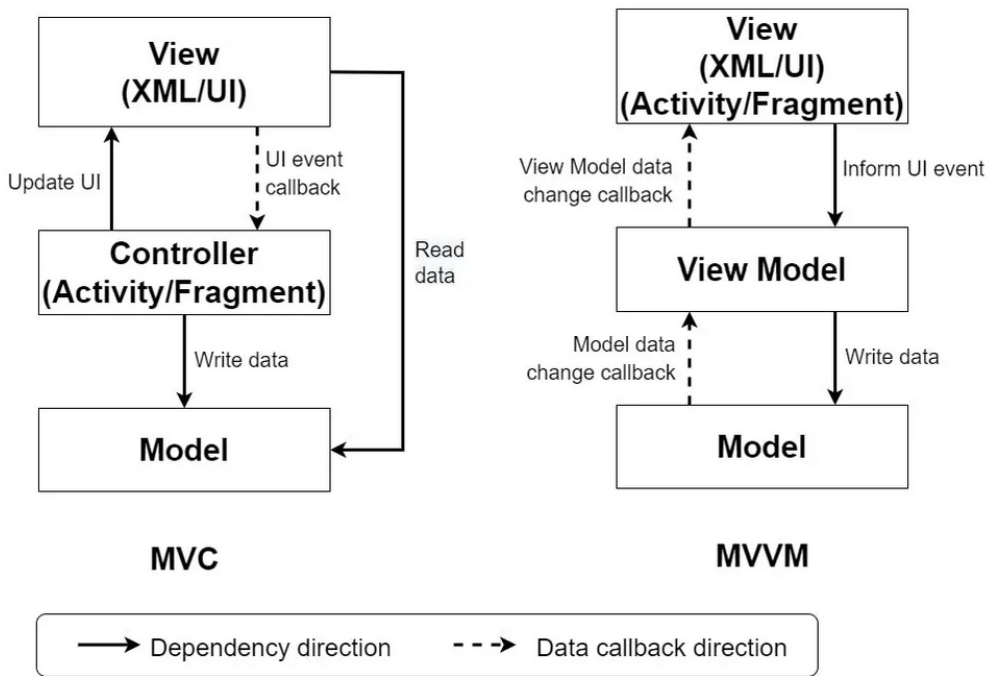 View
(XML/UI)
Update UI
UI event
callback
Controller
(Activity/Fragment)
Read
data
Write data
Model
MVC
View
(XML/UI)
(Activity/Fragment)
View Model data
change callback
Inform UI event
View Model
Model data
change callback
Write data
Model
MVVM
Dependency direction
Data callback direction